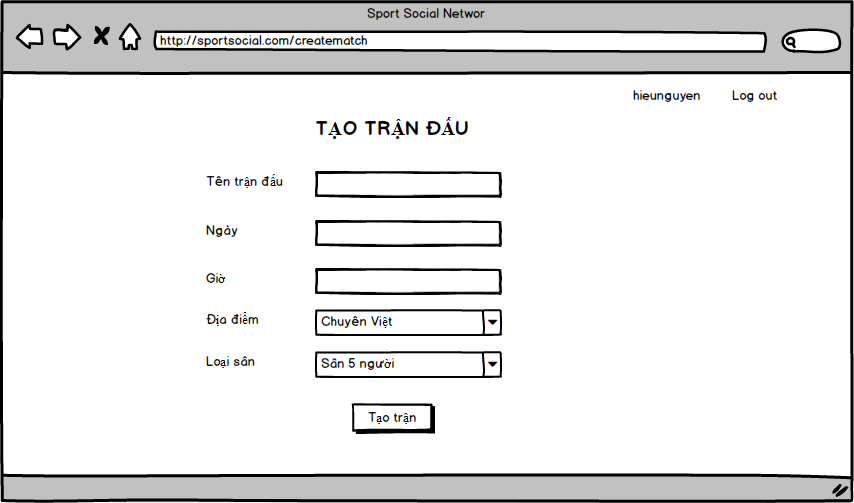 Sport Social Networ
http://sportsocial.com/creatematch
hieunguyen Log out
TẠO TRẬN ĐẤU
Tên trận đấu
Ngày
Giờ
Địa điểm
Chuyên Việt
Loại sân
Sân 5 người
Tạo trận